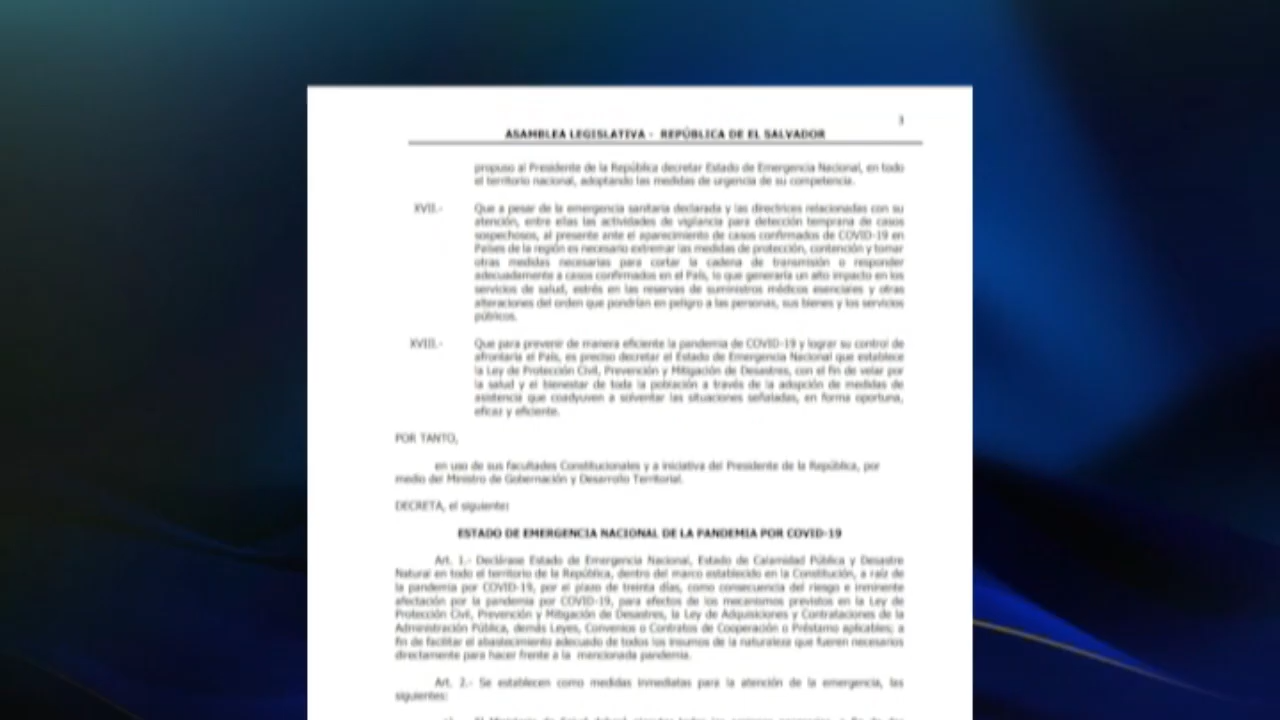 3
ASAMBLEA LEGISLATIVA - REPÚBLICA DE EL SALVADOR
propuso al Presidente de la República decretar Estado de Emergencia Nacional, en todo
el territorio nacional, adoptando las medidas de urgencia de su competencia.
XVII.- Que a pesar de la emergencia sanitaria declarada y las directrices relacionadas con su
atención, entre ellas las actividades de vigilancia para detección temprana de casos
sospechosos, al presente ante el aparecimiento de casos confirmados de COVID-19 en
Países de la región es necesario extremar las medidas de protección, contención y tomar
otras medidas necesarias para cortar la cadena de transmisión o responder
adecuadamente a casos confirmados en el País, lo que generaría un alto impacto en los
servicios de salud, estrés en las reservas de suministros médicos esenciales y otras
alteraciones del orden que pondrían en peligro a las personas, sus bienes y los servicios
públicos.
XVIII.- Que para prevenir de manera eficiente la pandemia de COVID-19 y lograr su control de
afrontarla el País, es preciso decretar el Estado de Emergencia Nacional que establece
la Ley de Protección Civil, Prevención y Mitigación de Desastres, con el fin de velar por
la salud y el bienestar de toda la población a través de la adopción de medidas de
asistencia que coadyuven a solventar las situaciones señaladas, en forma oportuna,
eficaz y eficiente.
POR TANTO,
en uso de sus facultades Constitucionales y a iniciativa del Presidente de la República, por
medio del Ministro de Gobernación y Desarrollo Territorial.
DECRETA, el siguiente:
ESTADO DE EMERGENCIA NACIONAL DE LA PANDEMIA POR COVID-19
Art. 1.- Declárase Estado de Emergencia Nacional, Estado de Calamidad Pública y Desastre
Natural en todo el territorio de la República, dentro del marco establecido en la Constitución, a raíz de
la pandemia por COVID-19, por el plazo de treinta días, como consecuencia del riesgo e inminente
afectación por la pandemia por COVID-19, para efectos de los mecanismos previstos en la Ley de
Protección Civil, Prevención y Mitigación de Desastres, la Ley de Adquisiciones y Contrataciones de la
Administración Pública, demás Leyes, Convenios o Contratos de Cooperación o Préstamo aplicables; a
fin de facilitar el abastecimiento adecuado de todos los insumos de la naturaleza que fueren necesarios
directamente para hacer frente a la mencionada pandemia.
Art. 2.- Se establecen como medidas inmediatas para la atención de la emergencia, las
siguientes:
El Ministerio de Salud deberá